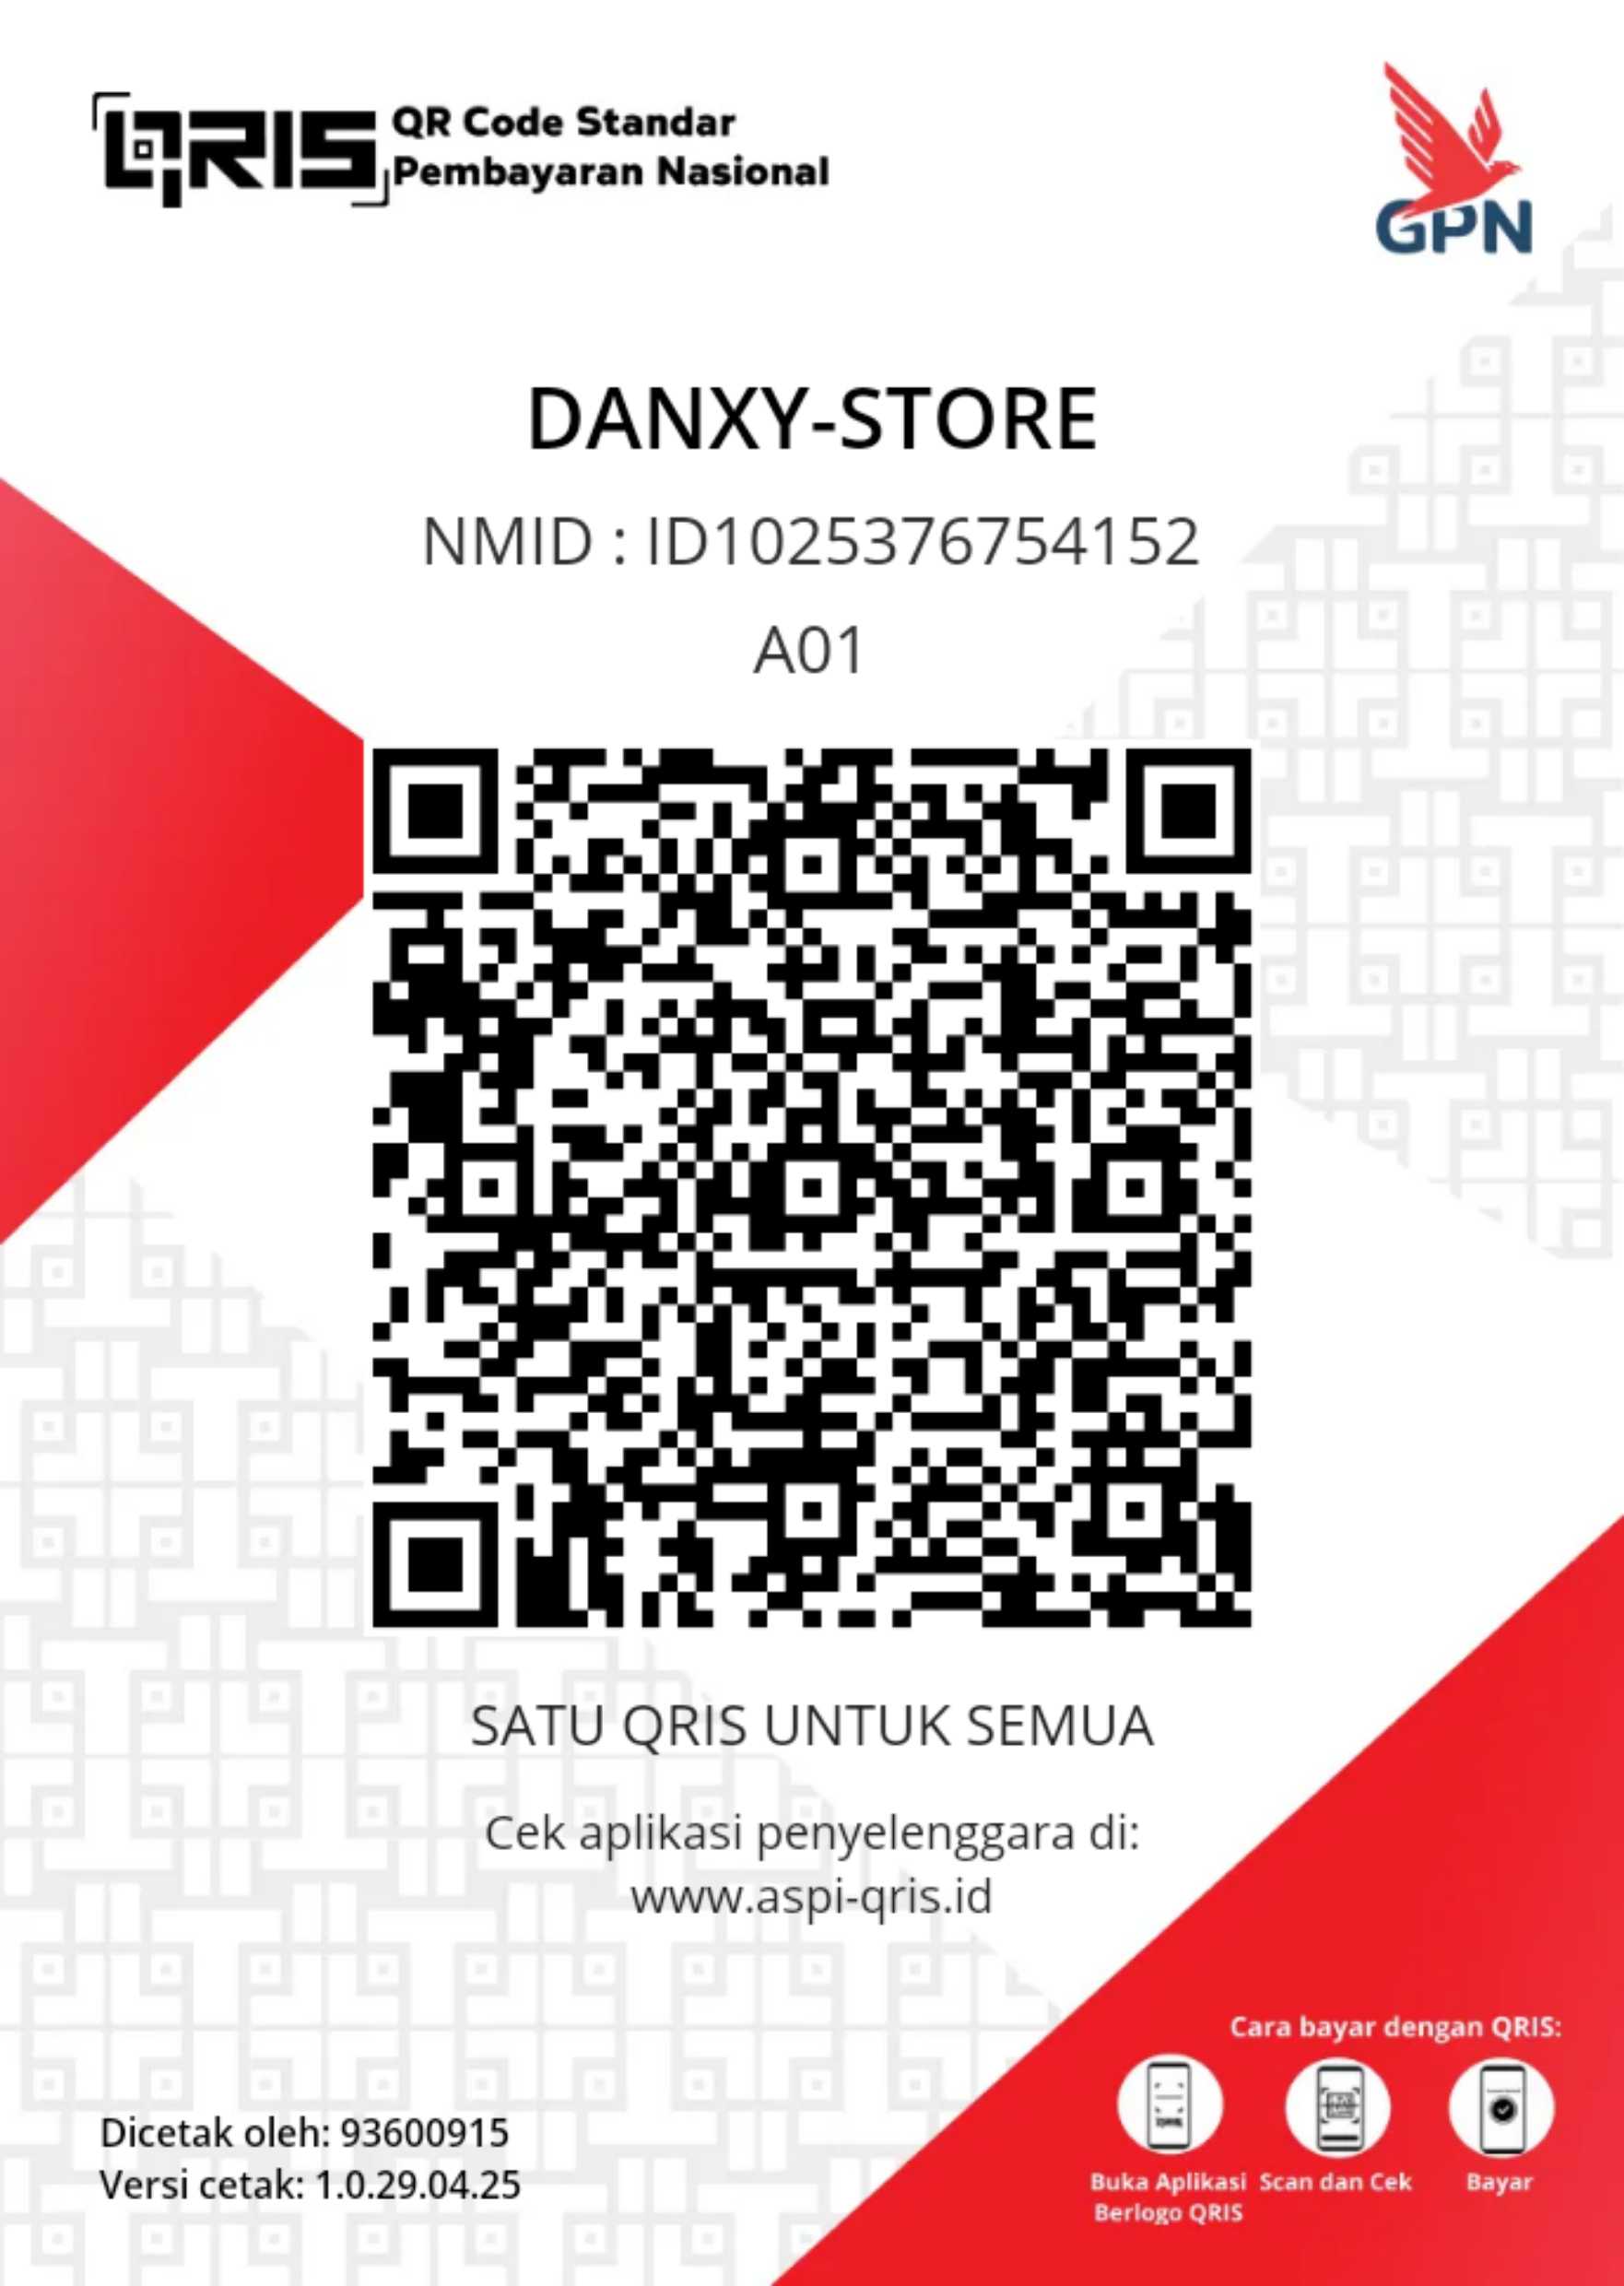 QRIS QR Code Standar
Pembayaran Nasional
GPN
DANXY-STORE
NMID : ID1025376754152
A01
SATU QRIS UNTUK SEMUA
Cek aplikasi penyelenggara di:
www.aspi-qris.id
Cara bayar dengan QRIS:
Buka Aplikasi
Berlogo QRIS
Scan dan Cek
Bayar
Dicetak oleh: 93600915
Versi cetak: 1.0.29.04.25